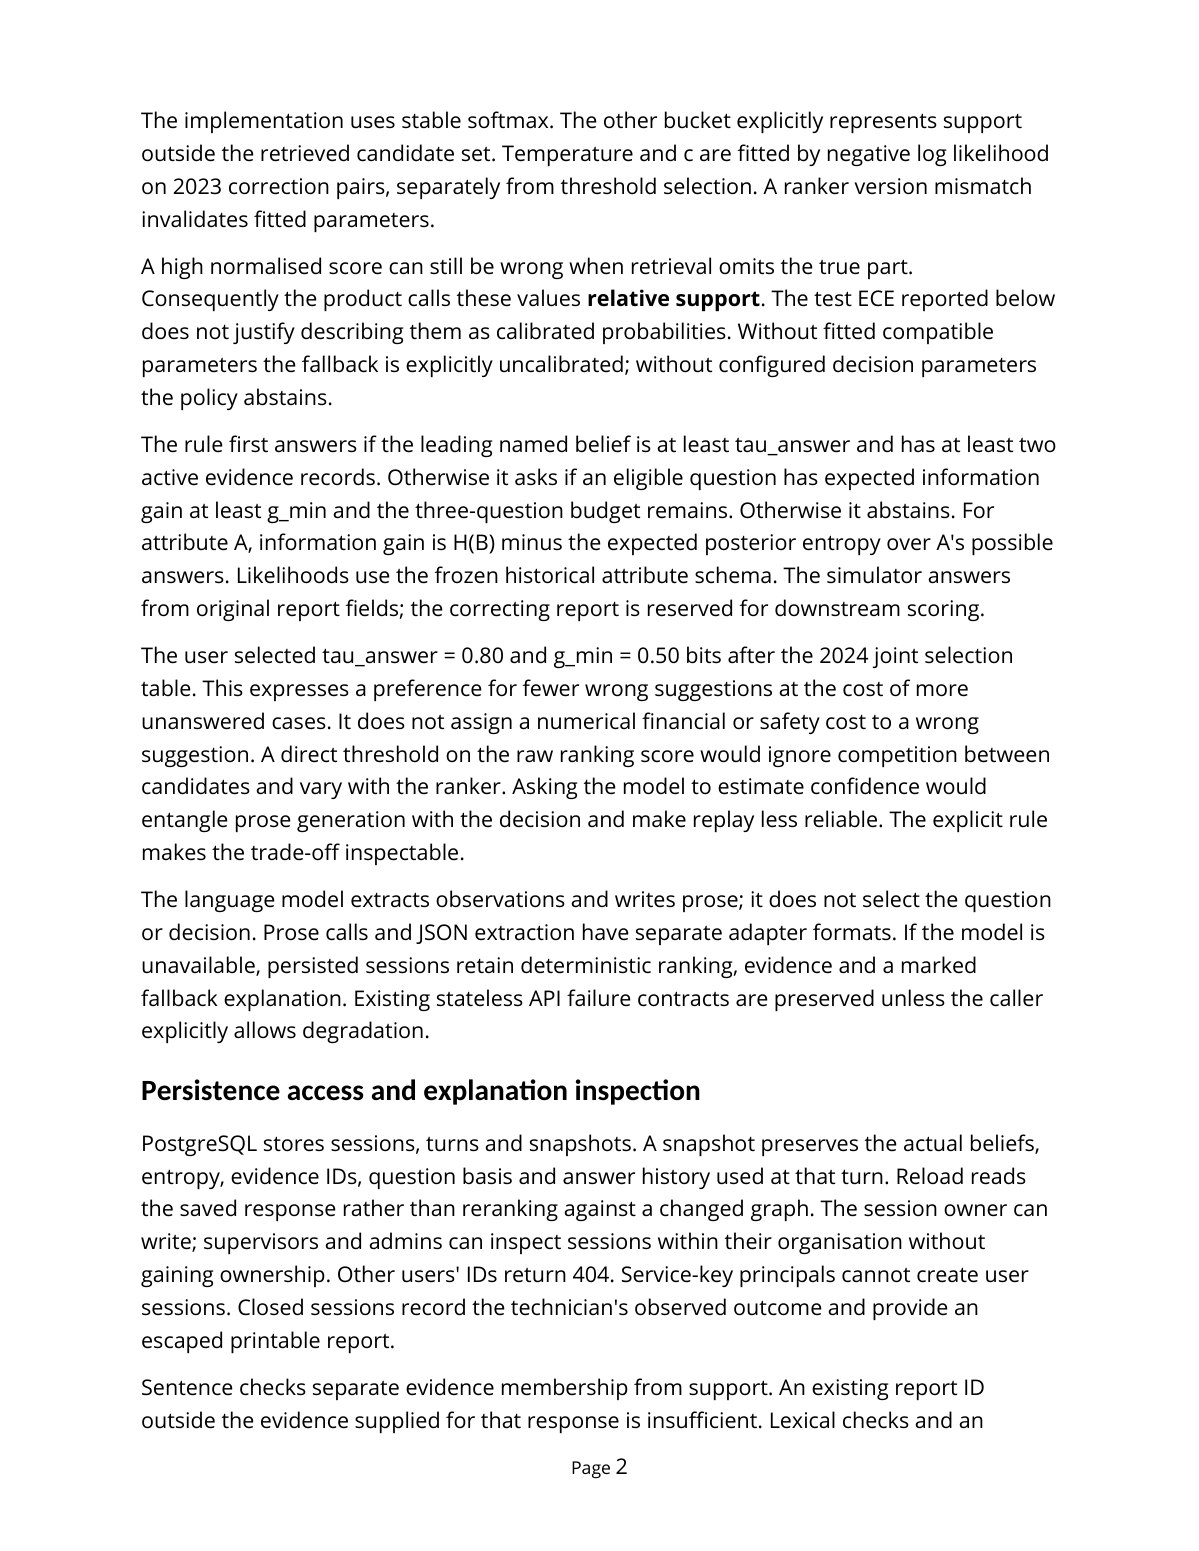 The implementation uses stable softmax. The other bucket explicitly represents support
outside the retrieved candidate set. Temperature and c are fitted by negative log likelihood
on 2023 correction pairs, separately from threshold selection. A ranker version mismatch
invalidates fitted parameters.
A high normalised score can still be wrong when retrieval omits the true part.
Consequently the product calls these values relative support. The test ECE reported below
does not justify describing them as calibrated probabilities. Without fitted compatible
parameters the fallback is explicitly uncalibrated; without configured decision parameters
the policy abstains.
The rule first answers if the leading named belief is at least tau_answer and has at least two
active evidence records. Otherwise it asks if an eligible question has expected information
gain at least g_min and the three-question budget remains. Otherwise it abstains. For
attribute A, information gain is H(B) minus the expected posterior entropy over A's possible
answers. Likelihoods use the frozen historical attribute schema. The simulator answers
from original report fields; the correcting report is reserved for downstream scoring.
The user selected tau_answer = 0.80 and g_min = 0.50 bits after the 2024 joint selection
table. This expresses a preference for fewer wrong suggestions at the cost of more
unanswered cases. It does not assign a numerical financial or safety cost to a wrong
suggestion. A direct threshold on the raw ranking score would ignore competition between
candidates and vary with the ranker. Asking the model to estimate confidence would
entangle prose generation with the decision and make replay less reliable. The explicit rule
makes the trade-off inspectable.
The language model extracts observations and writes prose; it does not select the question
or decision. Prose calls and JSON extraction have separate adapter formats. If the model is
unavailable, persisted sessions retain deterministic ranking, evidence and a marked
fallback explanation. Existing stateless API failure contracts are preserved unless the caller
explicitly allows degradation.
Persistence access and explanation inspection
PostgreSQL stores sessions, turns and snapshots. A snapshot preserves the actual beliefs,
entropy, evidence IDs, question basis and answer history used at that turn. Reload reads
the saved response rather than reranking against a changed graph. The session owner can
write; supervisors and admins can inspect sessions within their organisation without
gaining ownership. Other users' IDs return 404. Service-key principals cannot create user
sessions. Closed sessions record the technician's observed outcome and provide an
escaped printable report.
Sentence checks separate evidence membership from support. An existing report ID
outside the evidence supplied for that response is insufficient. Lexical checks and an
Page 2